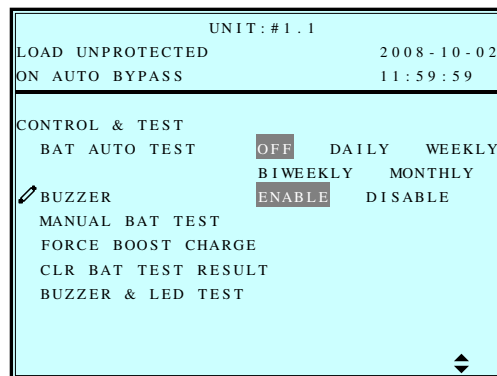 UNIT:#1.1
LOAD UNPROTECTED 2008-10-02
ON AUTO BYPASS 11:59:59
CONTROL & TEST
BAT AUTO TEST OFF DAILY WEEKLY
BIWEEKLY MONTHLY
BUZZER ENABLE DISABLE
MANUAL BAT TEST
FORCE BOOST CHARGE
CLR BAT TEST RESULT
BUZZER & LED TEST